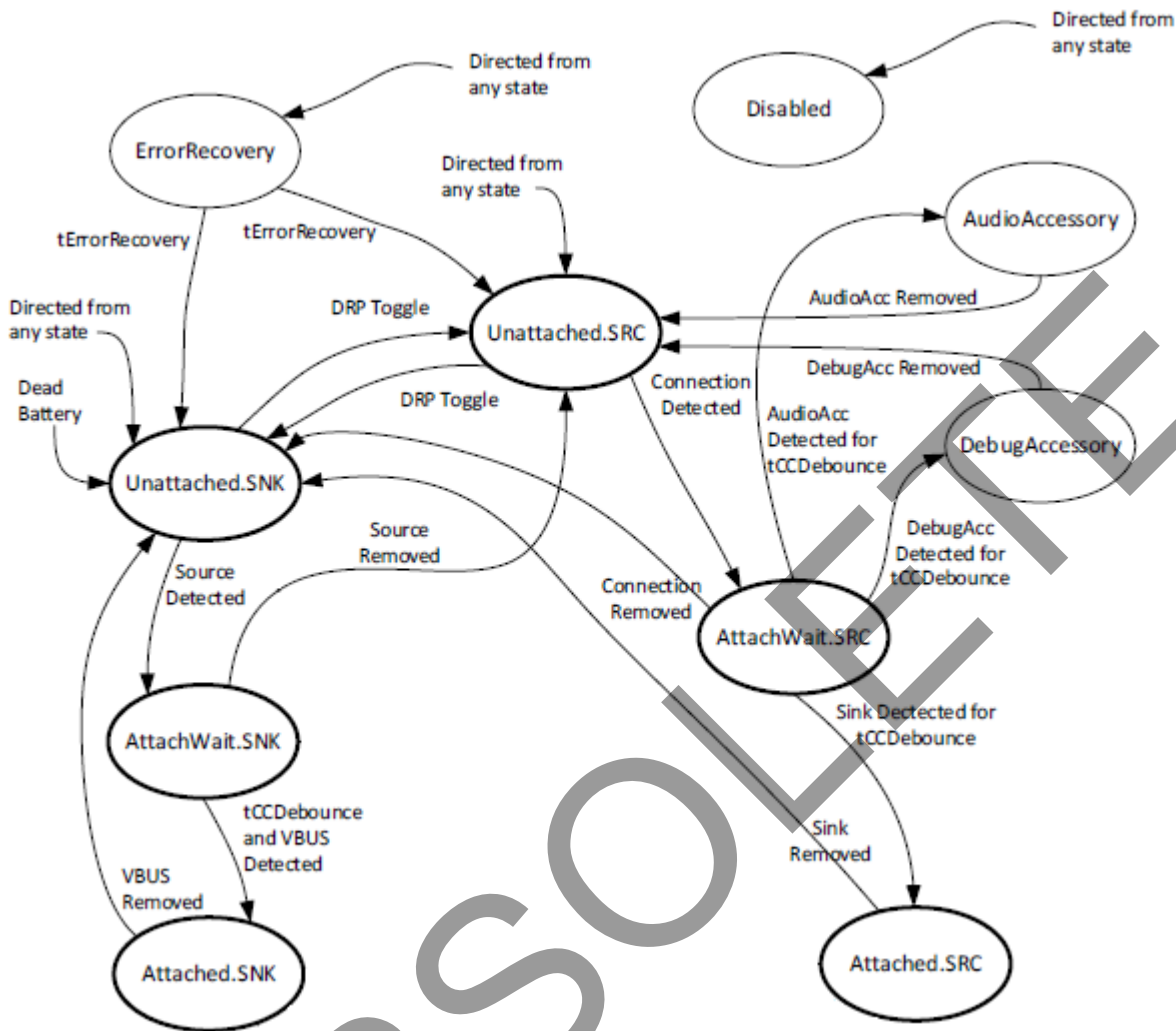 Directed from
any state
Disabled
Directed from
any state
ErrorRecovery
Directed from
any state
AudioAccessory
tErrorRecovery
tErrorRecovery
AudioAcc Removed
Directed from
any state
DRP Toggle
Unattached.SRC
DebugAcc Removed
Dead
Battery
DRP Toggle
Connection
Detected
AudioAcc
Detected for
tCCDebounce
DebugAccessory
Unattached.SNK
Source
Removed
DebugAcc
Detected for
tCCDebounce
Source
Detected
Connection
Removed
AttachWait.SRC
Sink Dectected for
tCCDebounce
AttachWait.SNK
tCCDebounce
and VBUS
Detected
Sink
Removed
VBUS
Removed
Attached.SNK
Attached.SRC
OBSOLETE